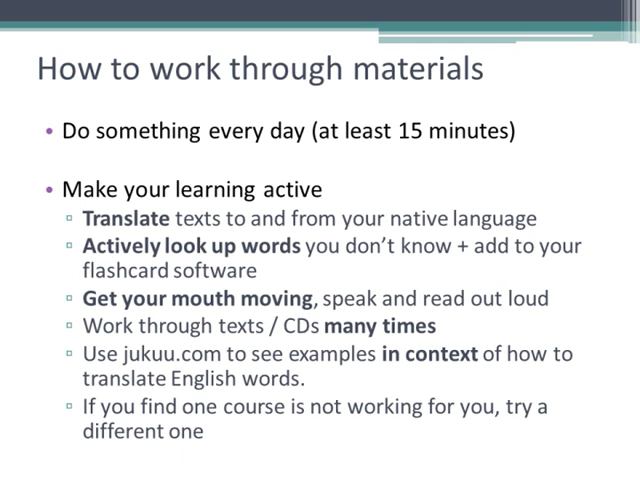 How to work through materials
• Do something every day (at least 15 minutes)
• Make your learning active
▫ Translate texts to and from your native language
▫ Actively look up words you don’t know + add to your
flashcard software
▫ Get your mouth moving, speak and read out loud
▫ Work through texts / CDs many times
▫ Use jukuu.com to see examples in context of how to
translate English words.
▫ If you find one course is not working for you, try a
different one